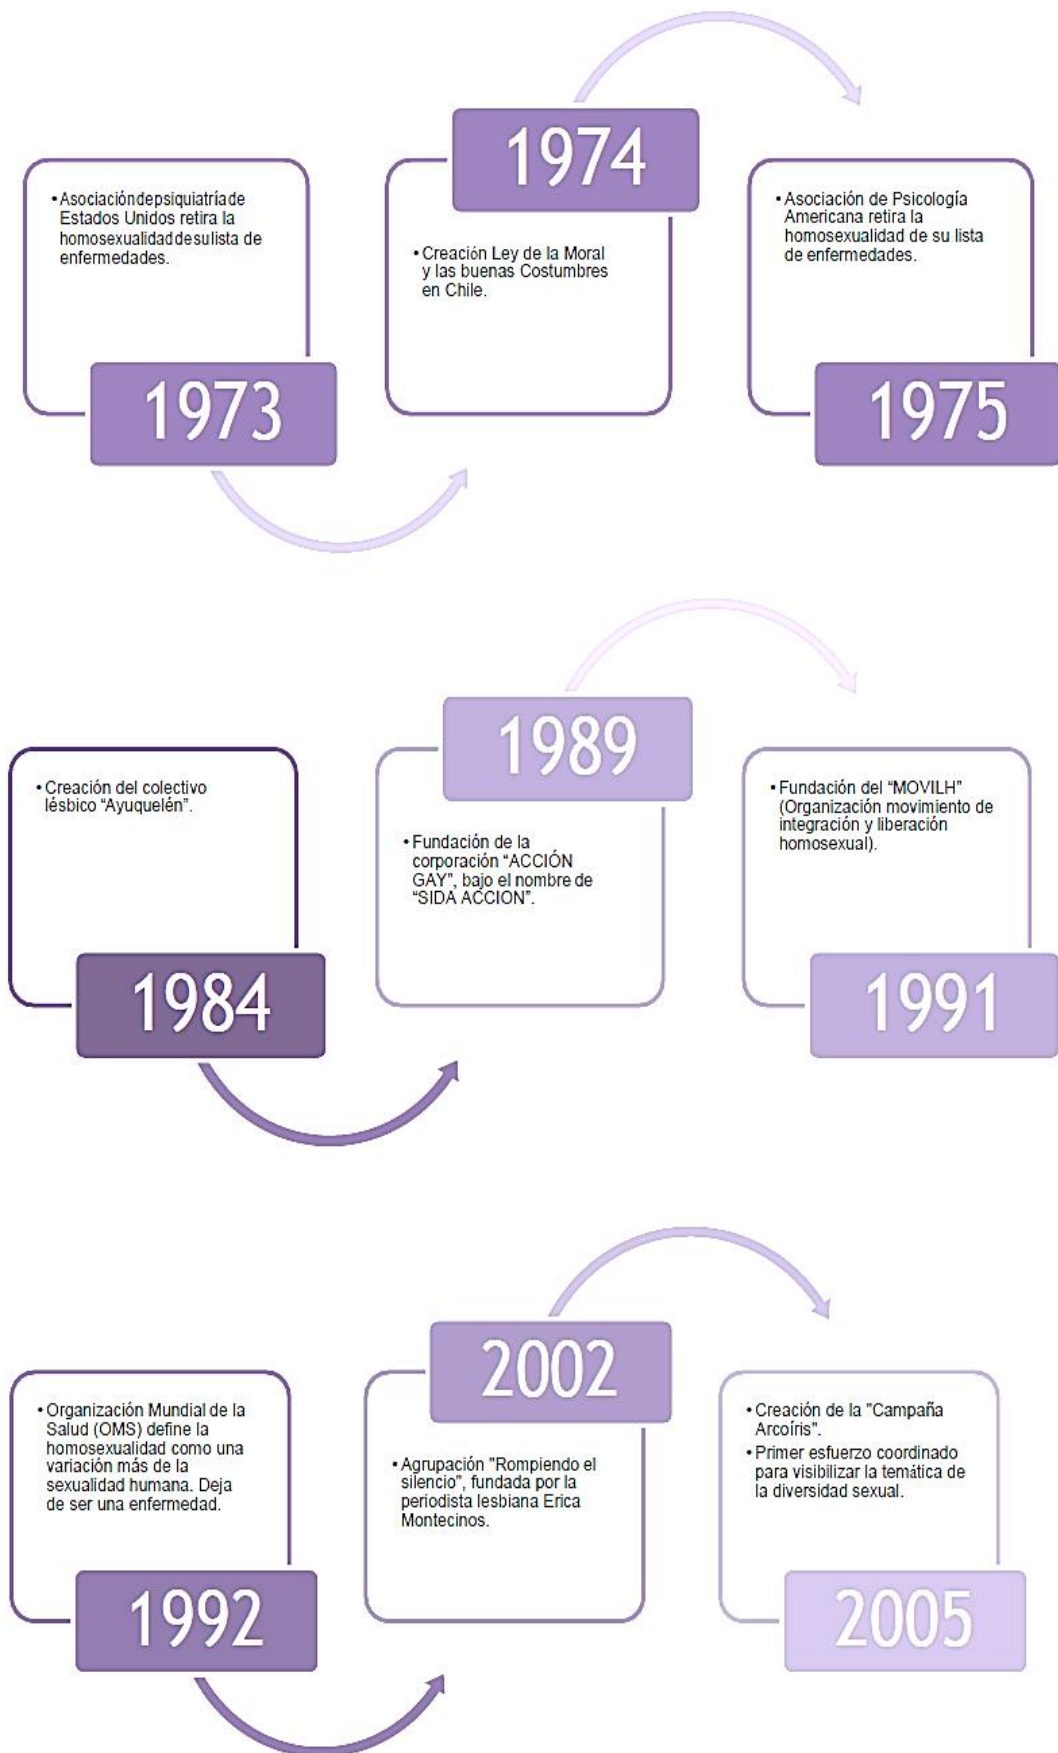 • Asociacióndepsiquiatríade
Estados Unidos retira la
homosexualidaddesulista de
enfermedades.
1973
1974
• Creación Ley de la Moral
y las buenas Costumbres
en Chile.
• Asociación de Psicología
Americana retira la
homosexualidad de su lista
de enfermedades.
1975
• Creación del colectivo
lésbico “Ayuquelén”.
1984
1989
• Fundación de la
corporación “ACCIÓN
GAY”, bajo el nombre de
“SIDA ACCION”.
• Fundación del “MOVILH”
(Organización movimiento de
integración y liberación
homosexual).
1991
• Organización Mundial de la
Salud (OMS) define la
homosexualidad como una
variación más de la
sexualidad humana. Deja
de ser una enfermedad.
1992
2002
• Agrupación "Rompiendo el
silencio", fundada por la
periodista lesbiana Erica
Montecinos.
• Creación de la "Campaña
Arcoíris".
• Primer esfuerzo coordinado
para visibilizar la temática de
la diversidad sexual.
2005